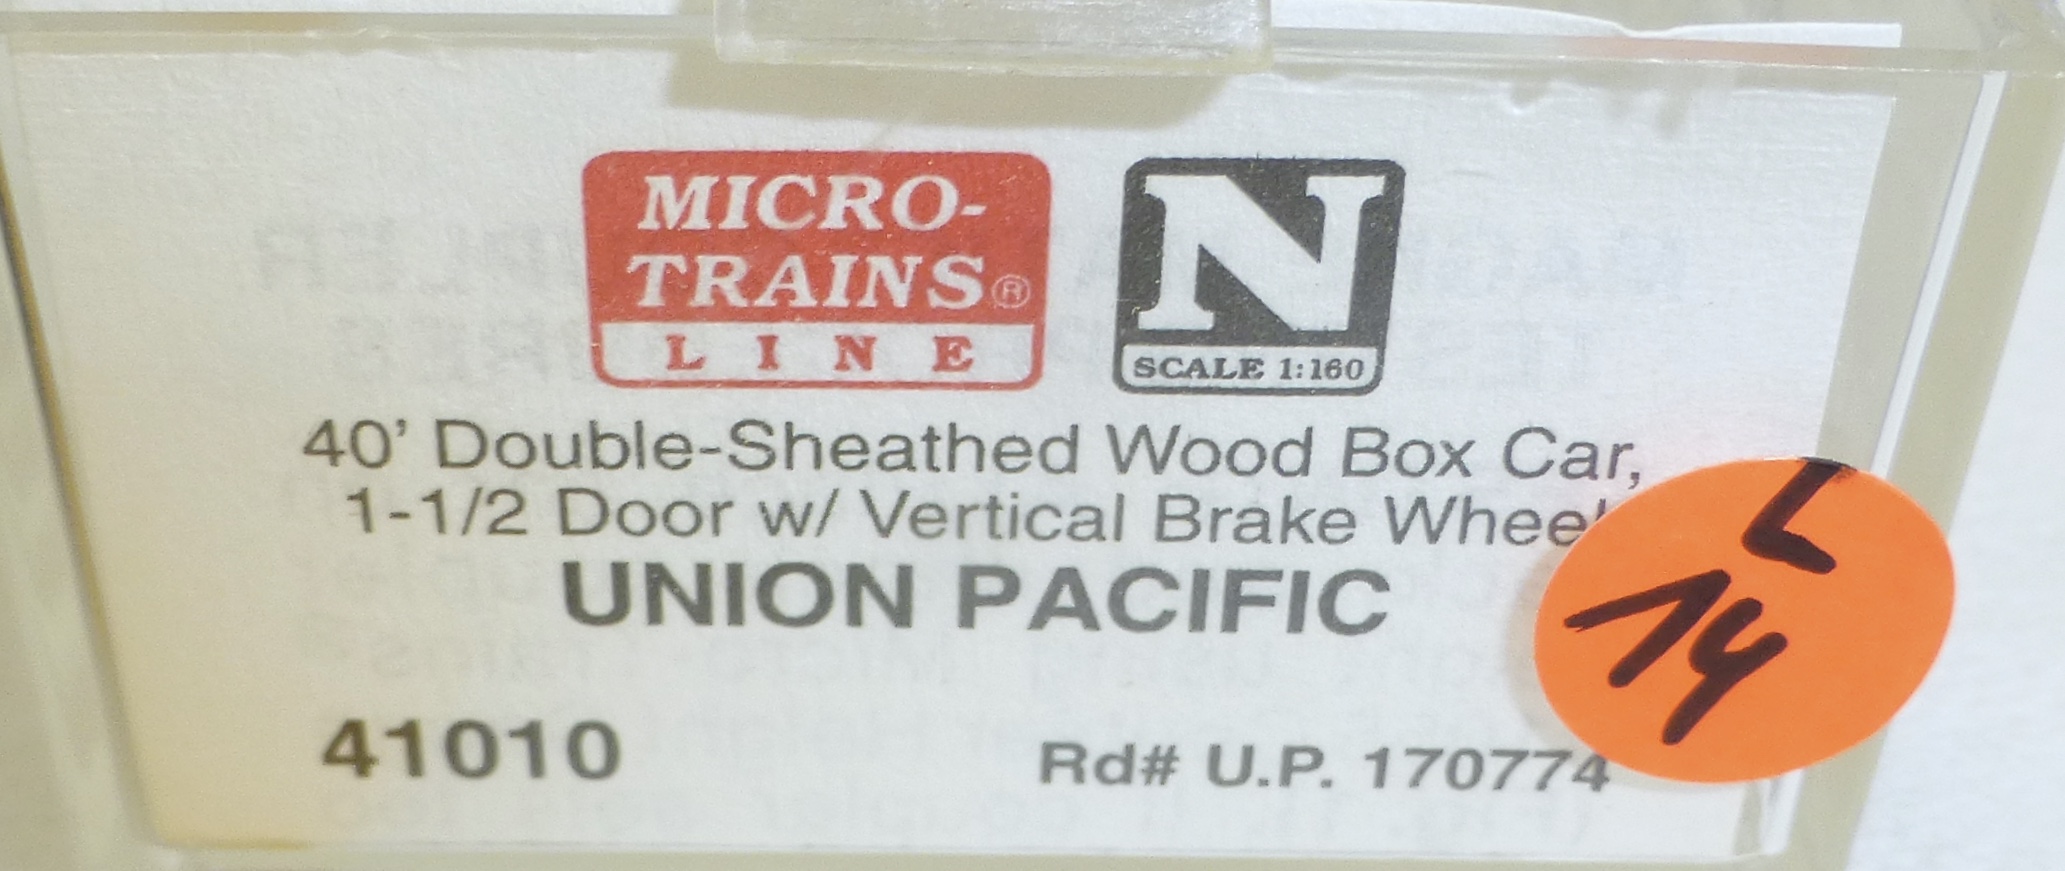 MICRO-
TRAINS®
LINE
N
SCALE 1:160
40' Double-Sheathed Wood Box Car,
1-1/2 Door w/ Vertical Brake Wheel
UNION PACIFIC
41010
Rd# U.P. 170774
L
14